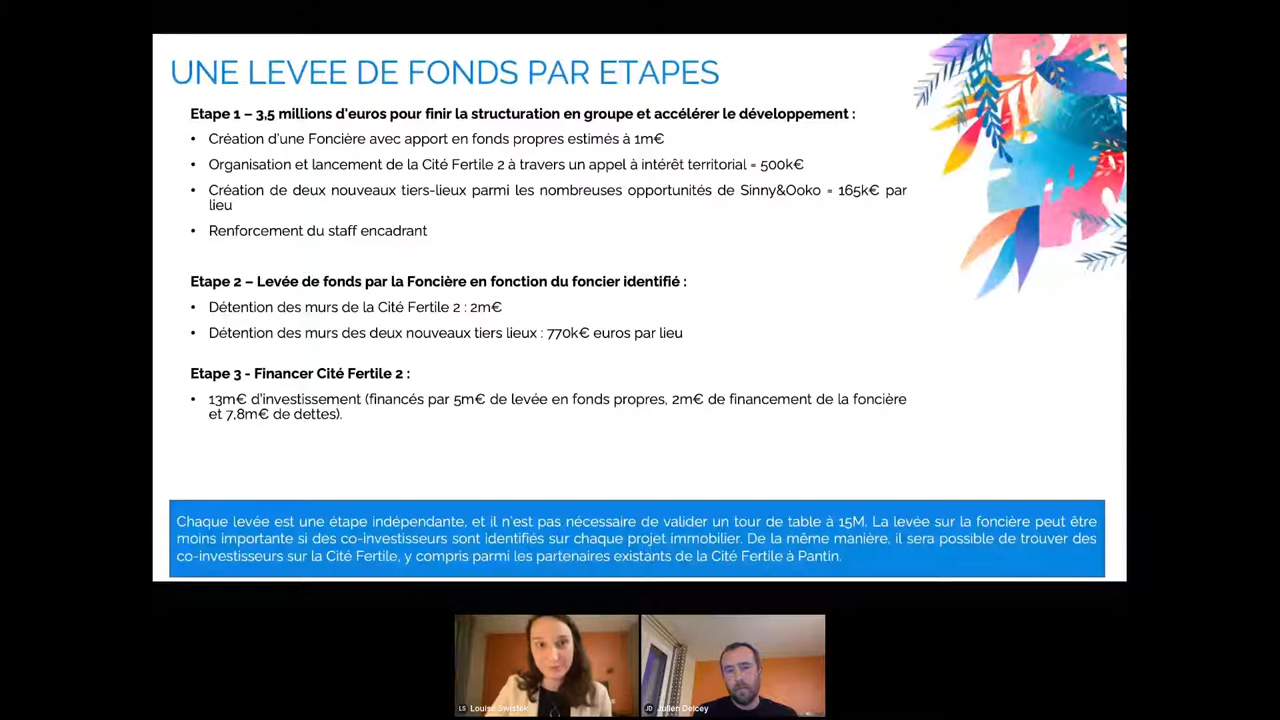 UNE LEVEE DE FONDS PAR ETAPES
Etape 1 – 3,5 millions d'euros pour finir la structuration en groupe et accélérer le développement :
• Création d'une Foncière avec apport en fonds propres estimés à 1m€
• Organisation et lancement de la Cité Fertile 2 à travers un appel à intérêt territorial = 500k€
• Création de deux nouveaux tiers-lieux parmi les nombreuses opportunités de Sinny&Ooko = 165k€ par
lieu
• Renforcement du staff encadrant
Etape 2 – Levée de fonds par la Foncière en fonction du foncier identifié :
• Détention des murs de la Cité Fertile 2 : 2m€
• Détention des murs des deux nouveaux tiers lieux : 770k€ euros par lieu
Etape 3 - Financer Cité Fertile 2 :
• 13m€ d'investissement (financés par 5m€ de levée en fonds propres, 2m€ de financement de la foncière
et 7,8m€ de dettes).
Chaque levée est une étape indépendante, et il n'est pas nécessaire de valider un tour de table à 15M. La levée sur la foncière peut être
moins importante si des co-investisseurs sont identifiés sur chaque projet immobilier. De la même manière, il sera possible de trouver des
co-investisseurs sur la Cité Fertile, y compris parmi les partenaires existants de la Cité Fertile à Pantin.
LS Louise Swistek
JD Julien Delcey